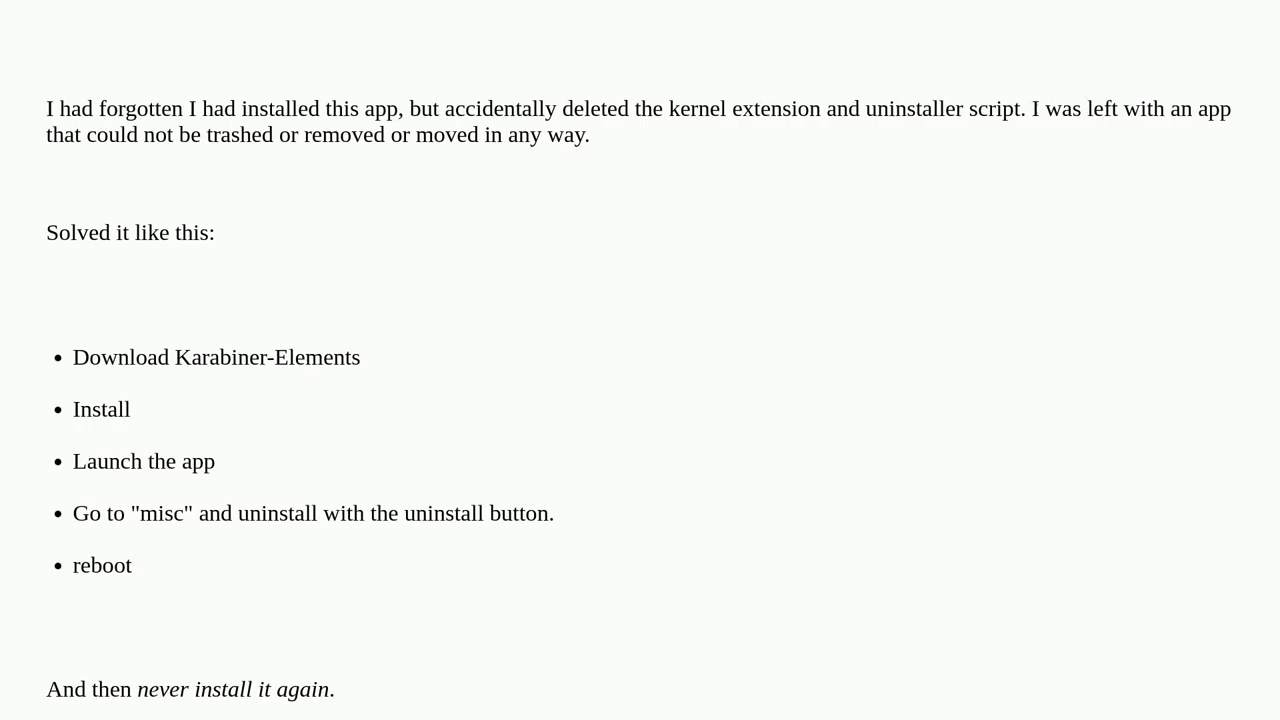 I had forgotten I had installed this app, but accidentally deleted the kernel extension and uninstaller script. I was left with an app
that could not be trashed or removed or moved in any way.
Solved it like this:
• Download Karabiner-Elements
• Install
• Launch the app
• Go to "misc" and uninstall with the uninstall button.
• reboot
And then never install it again.